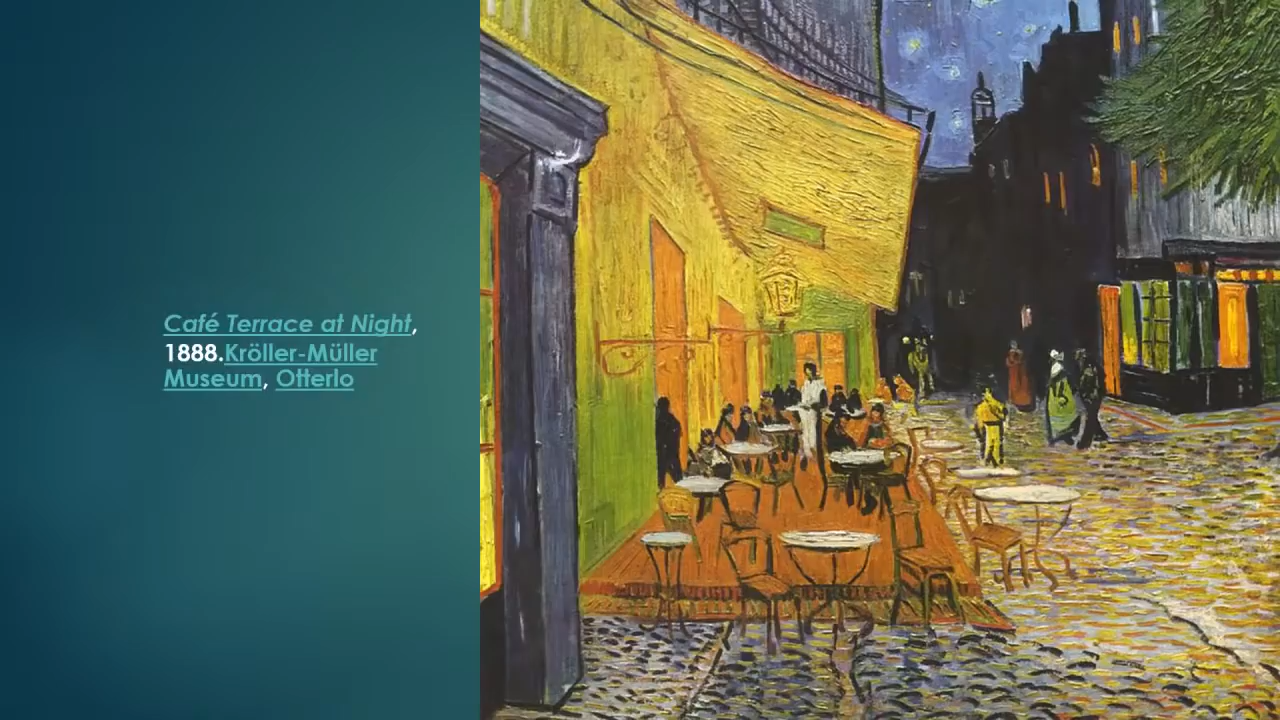 Café Terrace at Night,
1888.Kröller-Müller
Museum, Otterlo